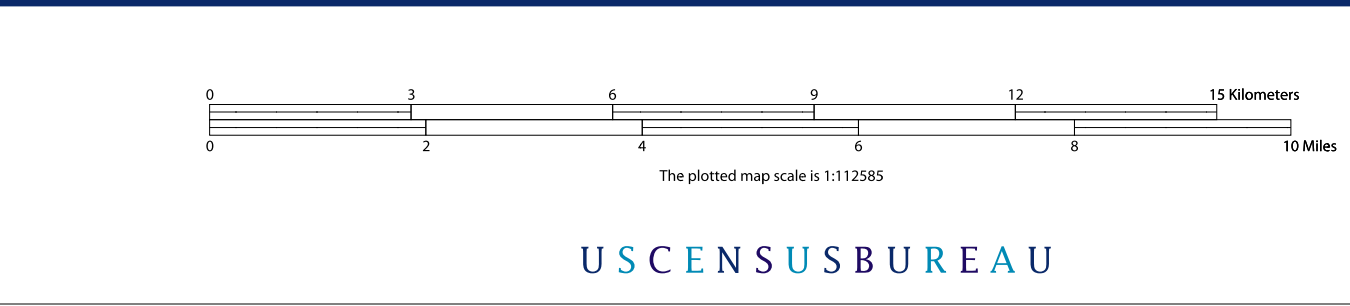 0 3 6 9 12 15 Kilometers
0 2 4 6 8 10 Miles
The plotted map scale is 1:112585
USCENSUSBUREAU